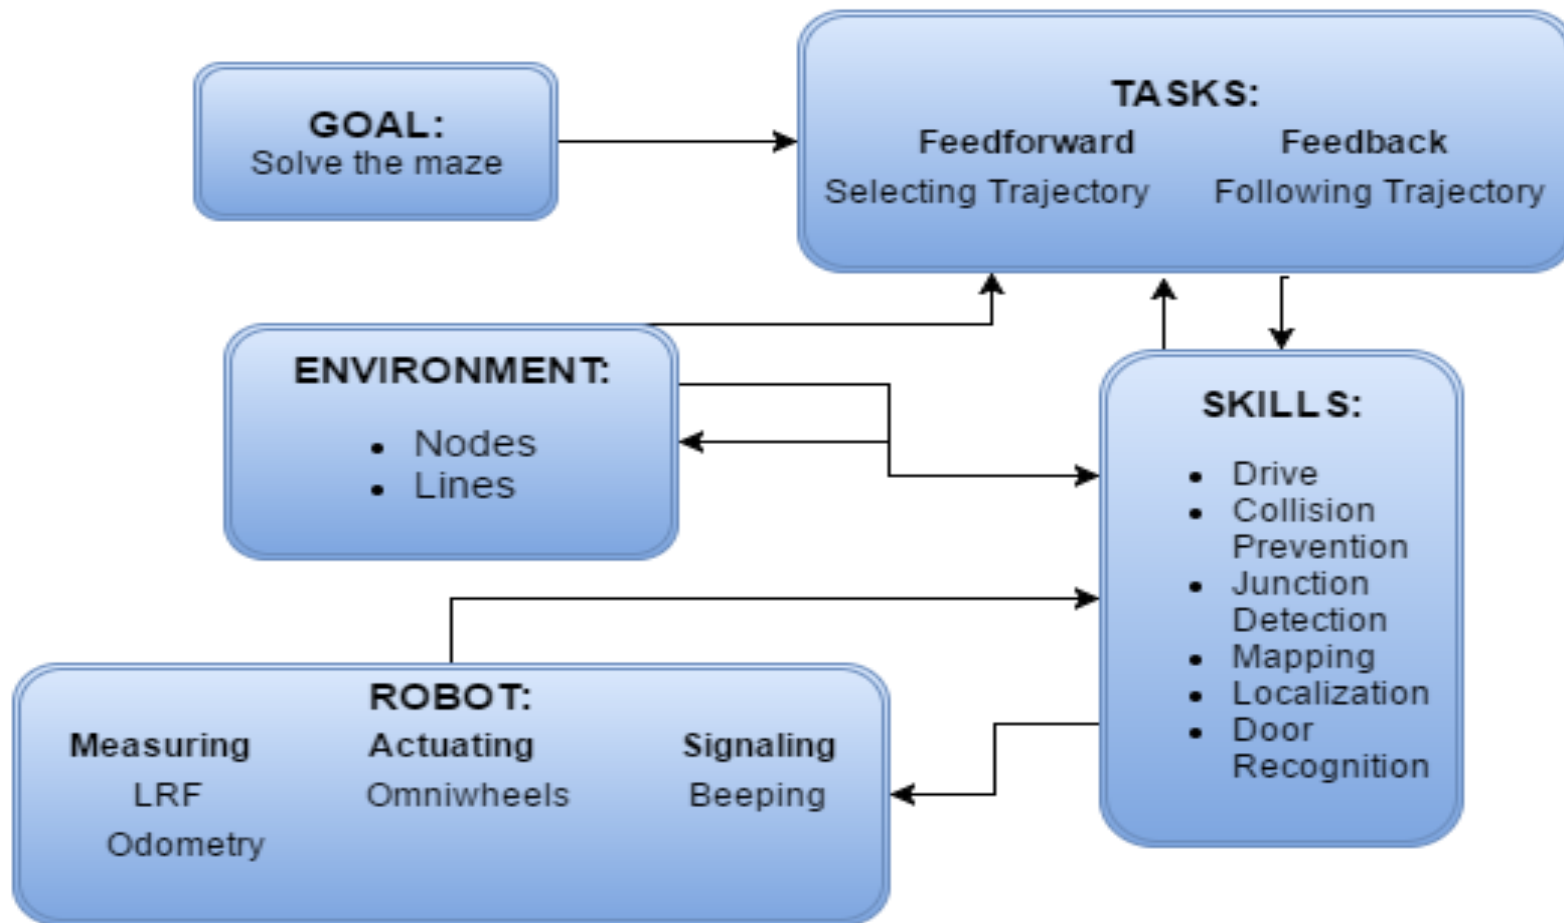 GOAL:
Solve the maze
TASKS:
Feedforward Feedback
Selecting Trajectory Following Trajectory
ENVIRONMENT:
• Nodes
• Lines
SKILLS:
• Drive
• Collision
Prevention
• Junction
Detection
• Mapping
• Localization
• Door
Recognition
ROBOT:
Measuring Actuating Signaling
LRF Omniwheels Beeping
Odometry